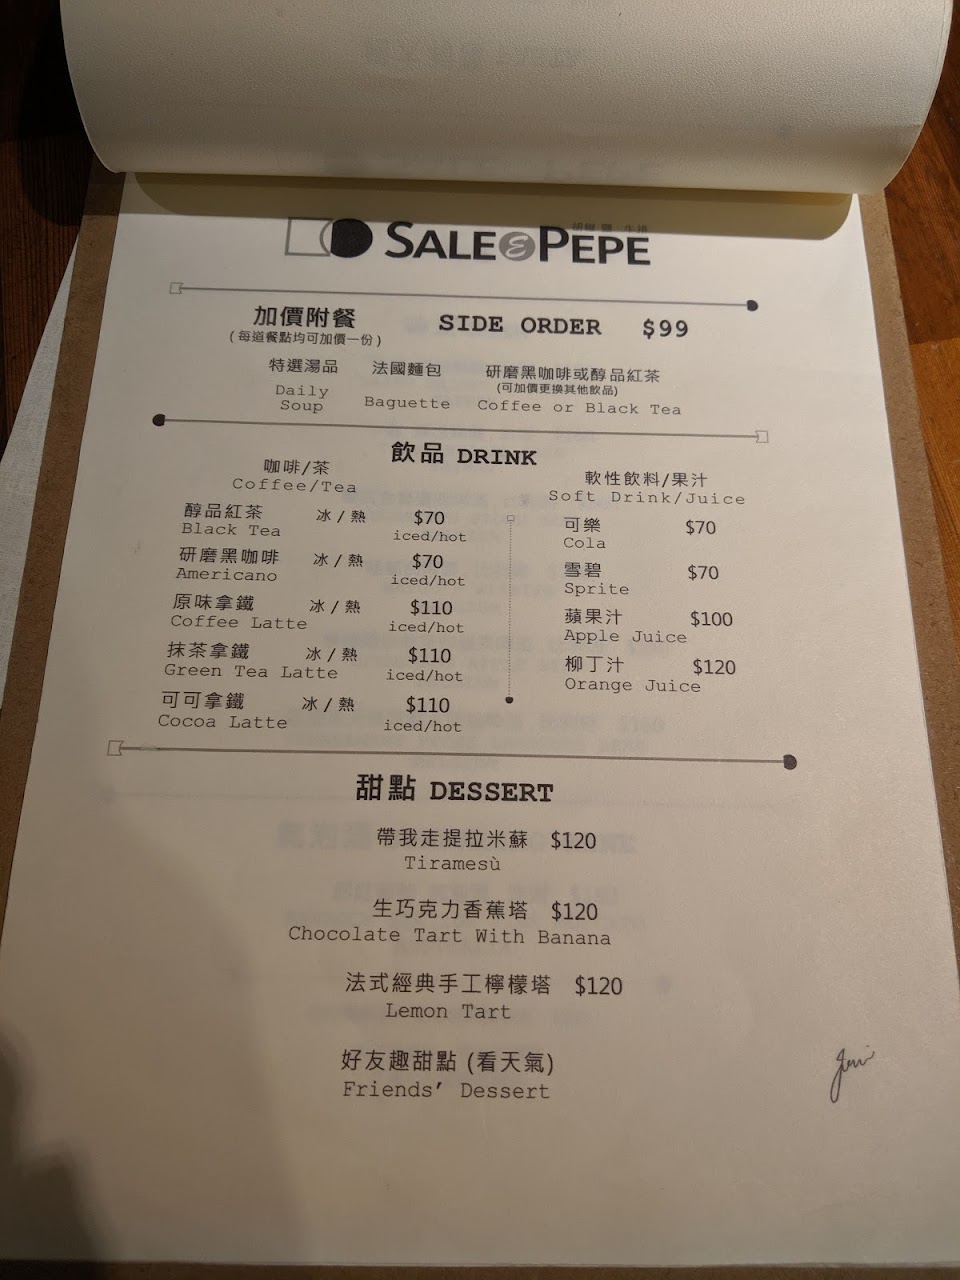 SALE & PEPE
加價附餐 SIDE ORDER $99
(每道餐點均可加價一份)
特選湯品 法國麵包 研磨黑咖啡或醇品紅茶
(可加價更換其他飲品)
Daily Soup Baguette Coffee or Black Tea
飲品 DRINK
咖啡/茶
Coffee/Tea
醇品紅茶 冰/熱 $70
Black Tea iced/hot
研磨黑咖啡 冰/熱 $70
Americano iced/hot
原味拿鐵 冰/熱 $110
Coffee Latte iced/hot
抹茶拿鐵 冰/熱 $110
Green Tea Latte iced/hot
可可拿鐵 冰/熱 $110
Cocoa Latte iced/hot
軟性飲料/果汁
Soft Drink/Juice
可樂 $70
Cola
雪碧 $70
Sprite
蘋果汁 $100
Apple Juice
柳丁汁 $120
Orange Juice
甜點 DESSERT
帶我走提拉米蘇 $120
Tiramesù
生巧克力香蕉塔 $120
Chocolate Tart With Banana
法式經典手工檸檬塔 $120
Lemon Tart
好友趣甜點 (看天氣)
Friends' Dessert